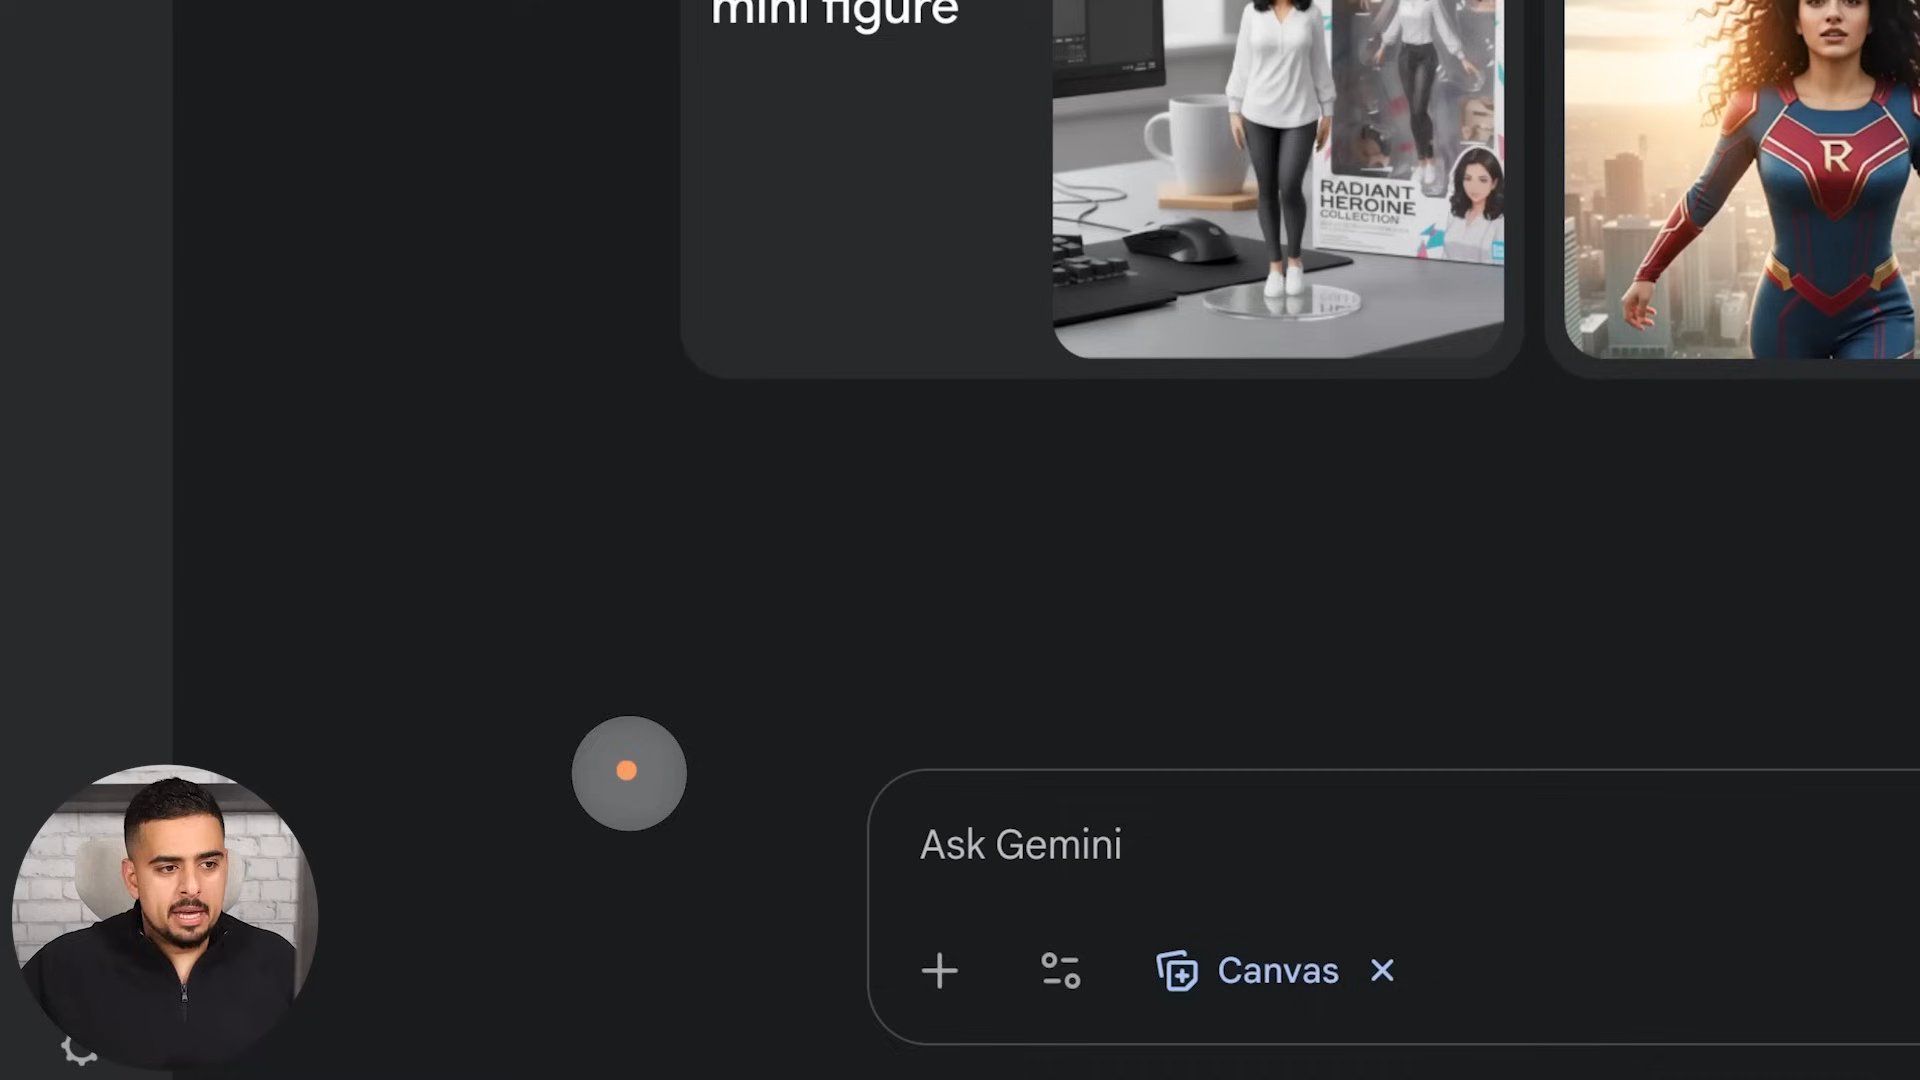 mini figure
RADIANT
HEROINE
COLLECTION
R
Ask Gemini
Canvas